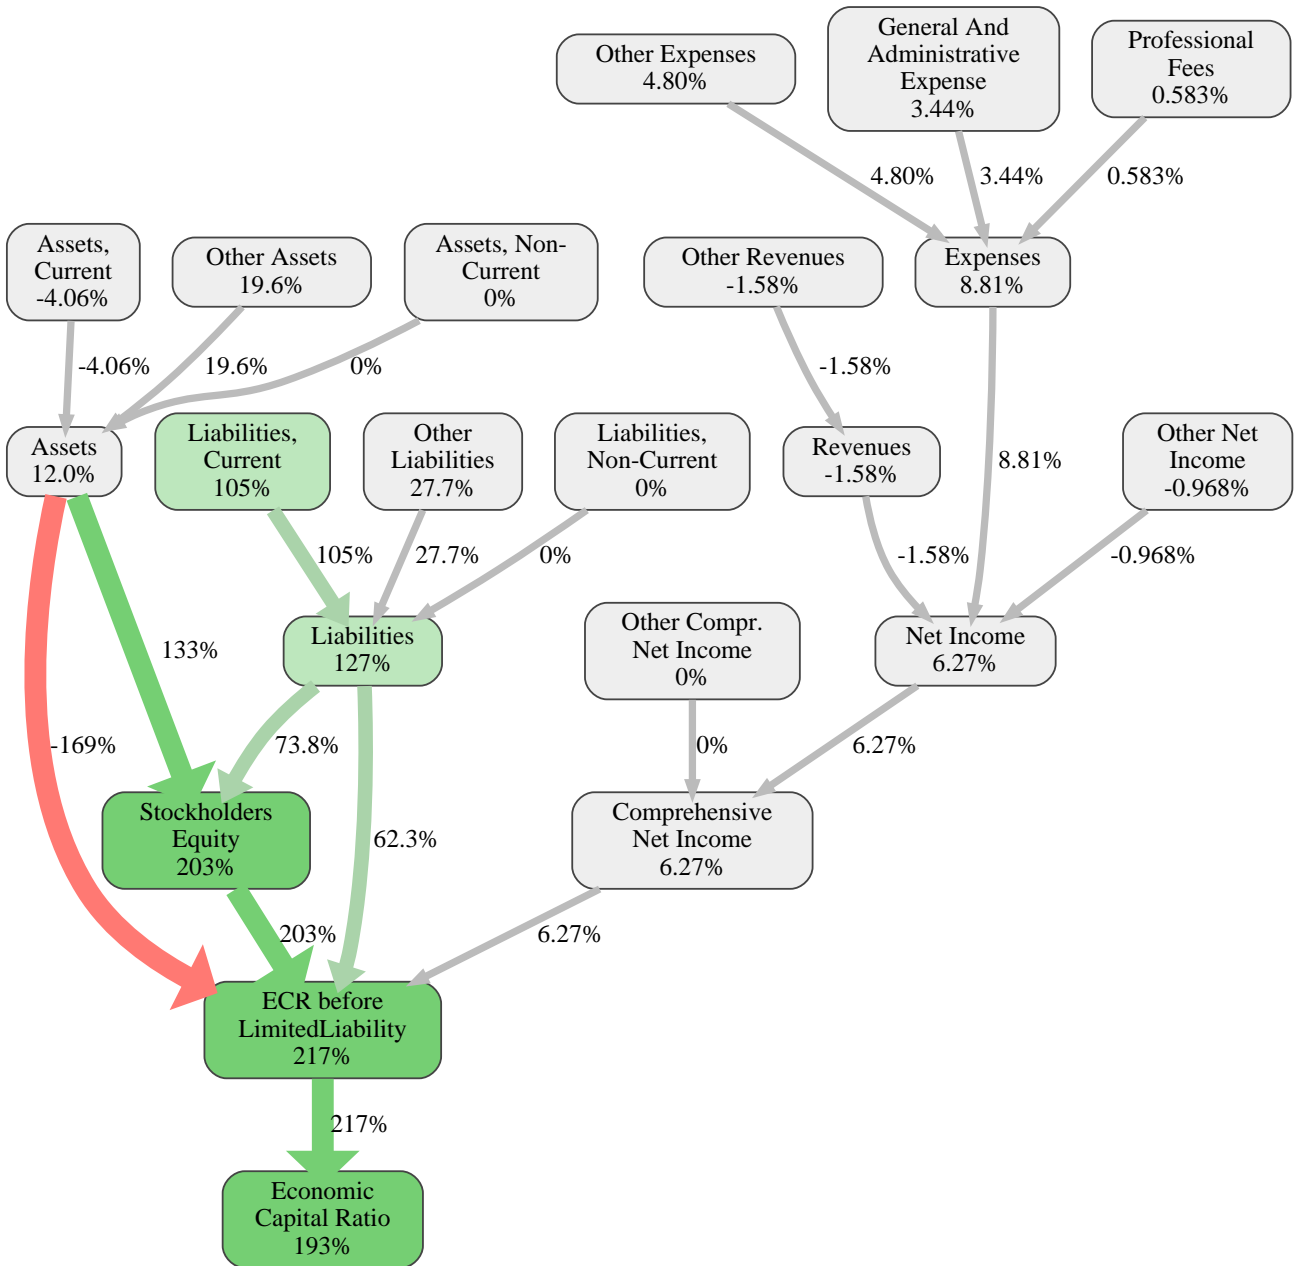 Other Expenses
4.80%
General And
Administrative
Expense
3.44%
Professional
Fees
0.583%
4.80%
3.44%
0.583%
Assets,
Current
-4.06%
Other Assets
19.6%
Assets, Non-
Current
0%
Other Revenues
-1.58%
Expenses
8.81%
-4.06%
19.6%
0%
-1.58%
Assets
12.0%
Liabilities,
Current
105%
Other
Liabilities
27.7%
Liabilities,
Non-Current
0%
Revenues
-1.58%
8.81%
Other Net
Income
-0.968%
105%
27.7%
0%
-1.58%
-0.968%
133%
Liabilities
127%
Other Compr.
Net Income
0%
Net Income
6.27%
-169%
73.8%
0%
6.27%
Stockholders
Equity
203%
62.3%
Comprehensive
Net Income
6.27%
203%
6.27%
ECR before
LimitedLiability
217%
217%
Economic
Capital Ratio
193%